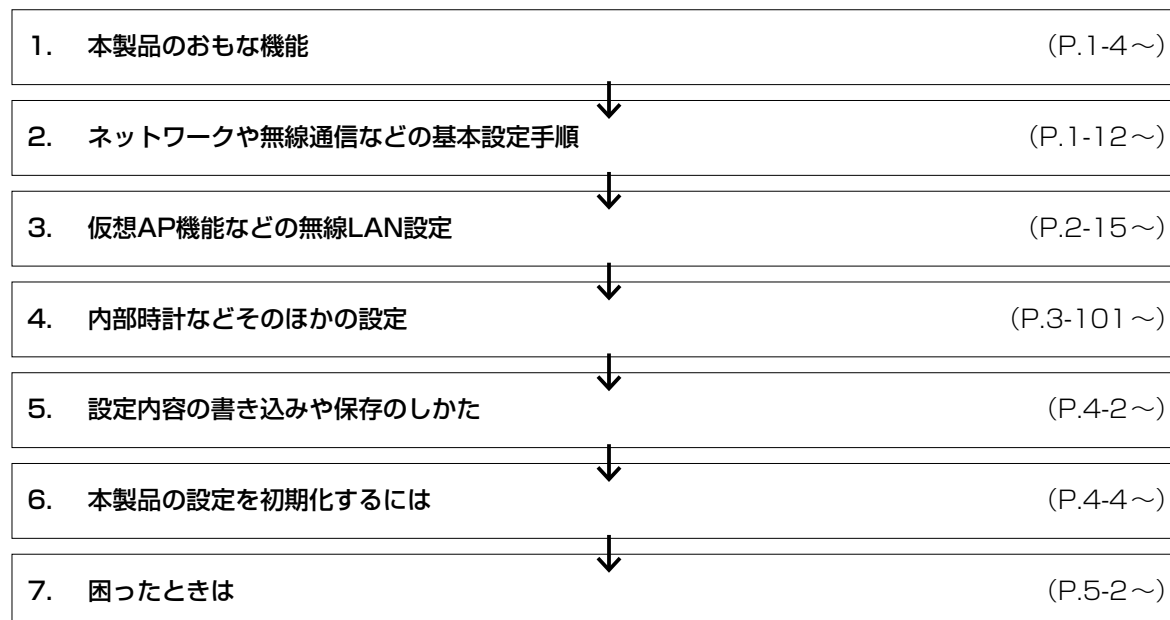 1. 本製品のおもな機能 （P.1-4～）
2. ネットワークや無線通信などの基本設定手順 （P.1-12～）
3. 仮想AP機能などの無線LAN設定 （P.2-15～）
4. 内部時計などそのほかの設定 （P.3-101～）
5. 設定内容の書き込みや保存のしかた （P.4-2～）
6. 本製品の設定を初期化するには （P.4-4～）
7. 困ったときは （P.5-2～）